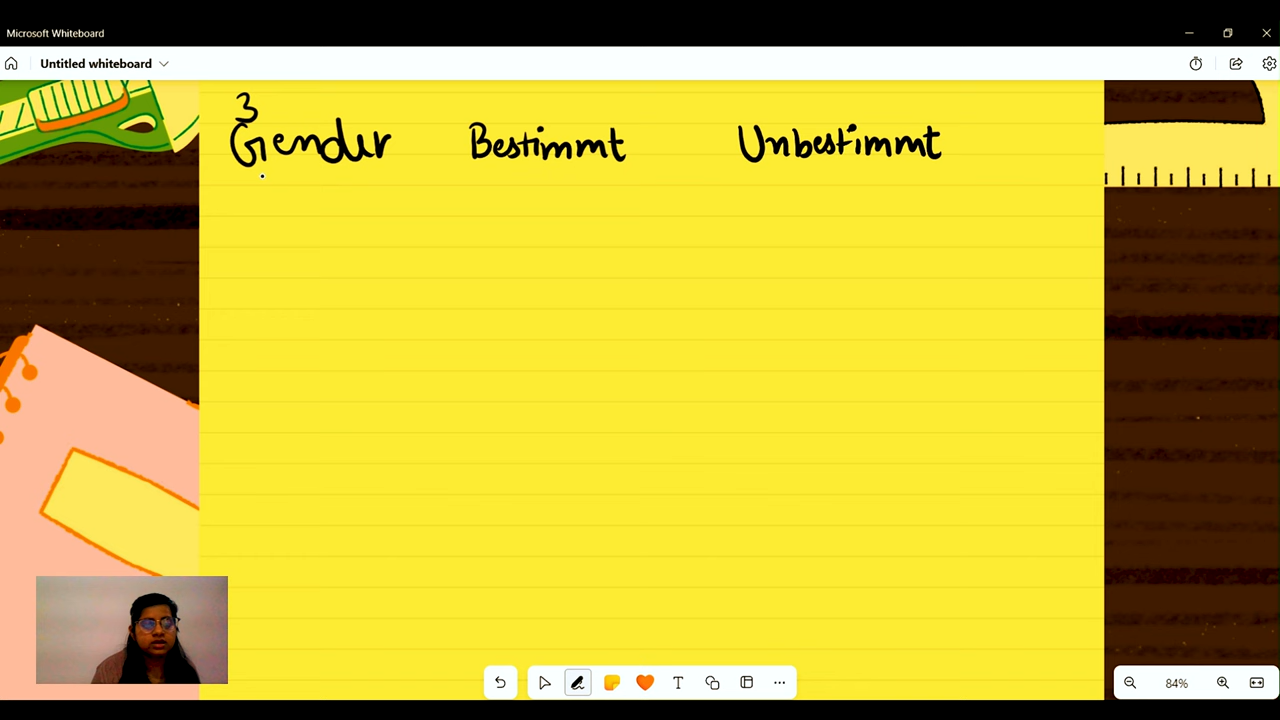 Microsoft Whiteboard
Untitled whiteboard
3
Gender Bestimmt Unbestimmt
84%